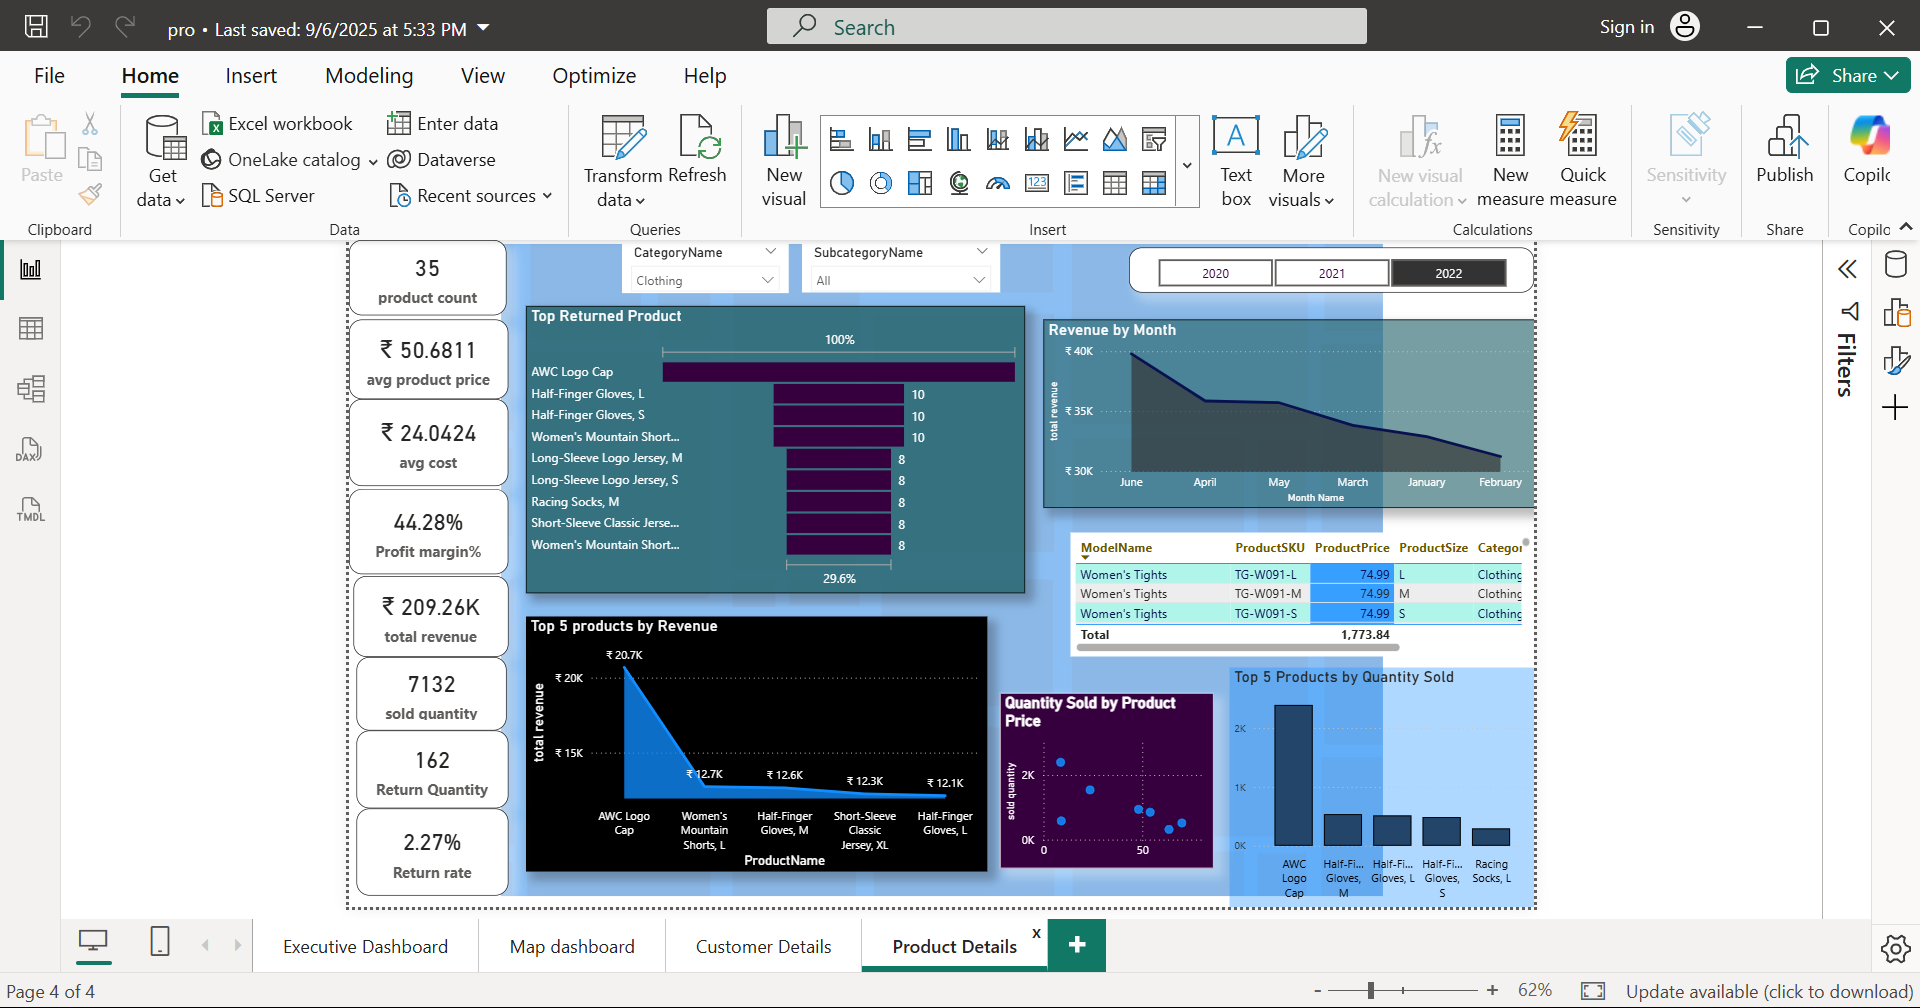 pro • Last saved: 9/6/2025 at 5:33 PM
Search
Sign in
File
Home
Insert
Modeling
View
Optimize
Help
Share
Paste
Clipboard
Get data
Excel workbook
OneLake catalog
SQL Server
Enter data
Dataverse
Recent sources
Data
Transform data
Refresh
Queries
New visual
123
A
Text box
More visuals
Insert
fx
New visual calculation
New measure
Quick measure
Calculations
Sensitivity
Sensitivity
Publish
Share
Copilc
Copilc
DAX
TMDL
35
product count
₹ 50.6811
avg product price
₹ 24.0424
avg cost
44.28%
Profit margin%
₹ 209.26K
total revenue
7132
sold quantity
162
Return Quantity
2.27%
Return rate
CategoryName
Clothing
SubcategoryName
All
2020
2021
2022
Top Returned Product
100%
AWC Logo Cap
Half-Finger Gloves, L
10
Half-Finger Gloves, S
10
Women's Mountain Short...
10
Long-Sleeve Logo Jersey, M
8
Long-Sleeve Logo Jersey, S
8
Racing Socks, M
8
Short-Sleeve Classic Jerse...
8
Women's Mountain Short...
8
29.6%
Revenue by Month
total revenue
₹ 40K
₹ 35K
₹ 30K
June
April
May
March
January
February
Month Name
ModelName ProductSKU ProductPrice ProductSize Categor
Women's Tights TG-W091-L 74.99 L Clothing
Women's Tights TG-W091-M 74.99 M Clothing
Women's Tights TG-W091-S 74.99 S Clothing
Total 1,773.84
Top 5 products by Revenue
total revenue
₹ 20K
₹ 15K
₹ 20.7K
₹ 12.7K
₹ 12.6K
₹ 12.3K
₹ 12.1K
AWC Logo Cap
Women's Mountain Shorts, L
Half-Finger Gloves, M
Short-Sleeve Classic Jersey, XL
Half-Finger Gloves, L
ProductName
Quantity Sold by Product Price
sold quantity
2K
0K
0
50
Top 5 Products by Quantity Sold
2K
1K
0K
AWC Logo Cap
Half-Fi... Gloves, M
Half-Fi... Gloves, L
Half-Fi... Gloves, S
Racing Socks, L
Filters
Executive Dashboard
Map dashboard
Customer Details
Product Details
x
+
Page 4 of 4
- + 62%
Update available (click to download)